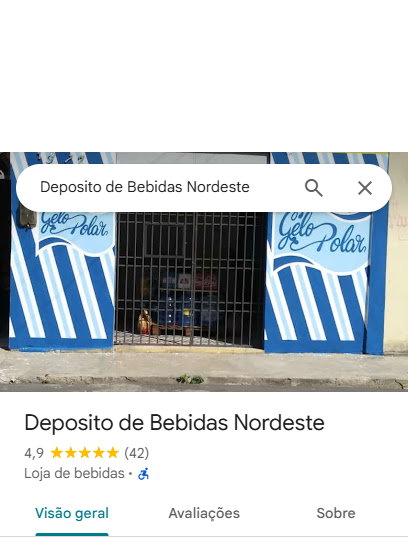 Deposito de Bebidas Nordeste
Gelo
Polar
Gelo
Polar
Deposito de Bebidas Nordeste
4,9 (42)
Loja de bebidas ·
Visão geral
Avaliações
Sobre